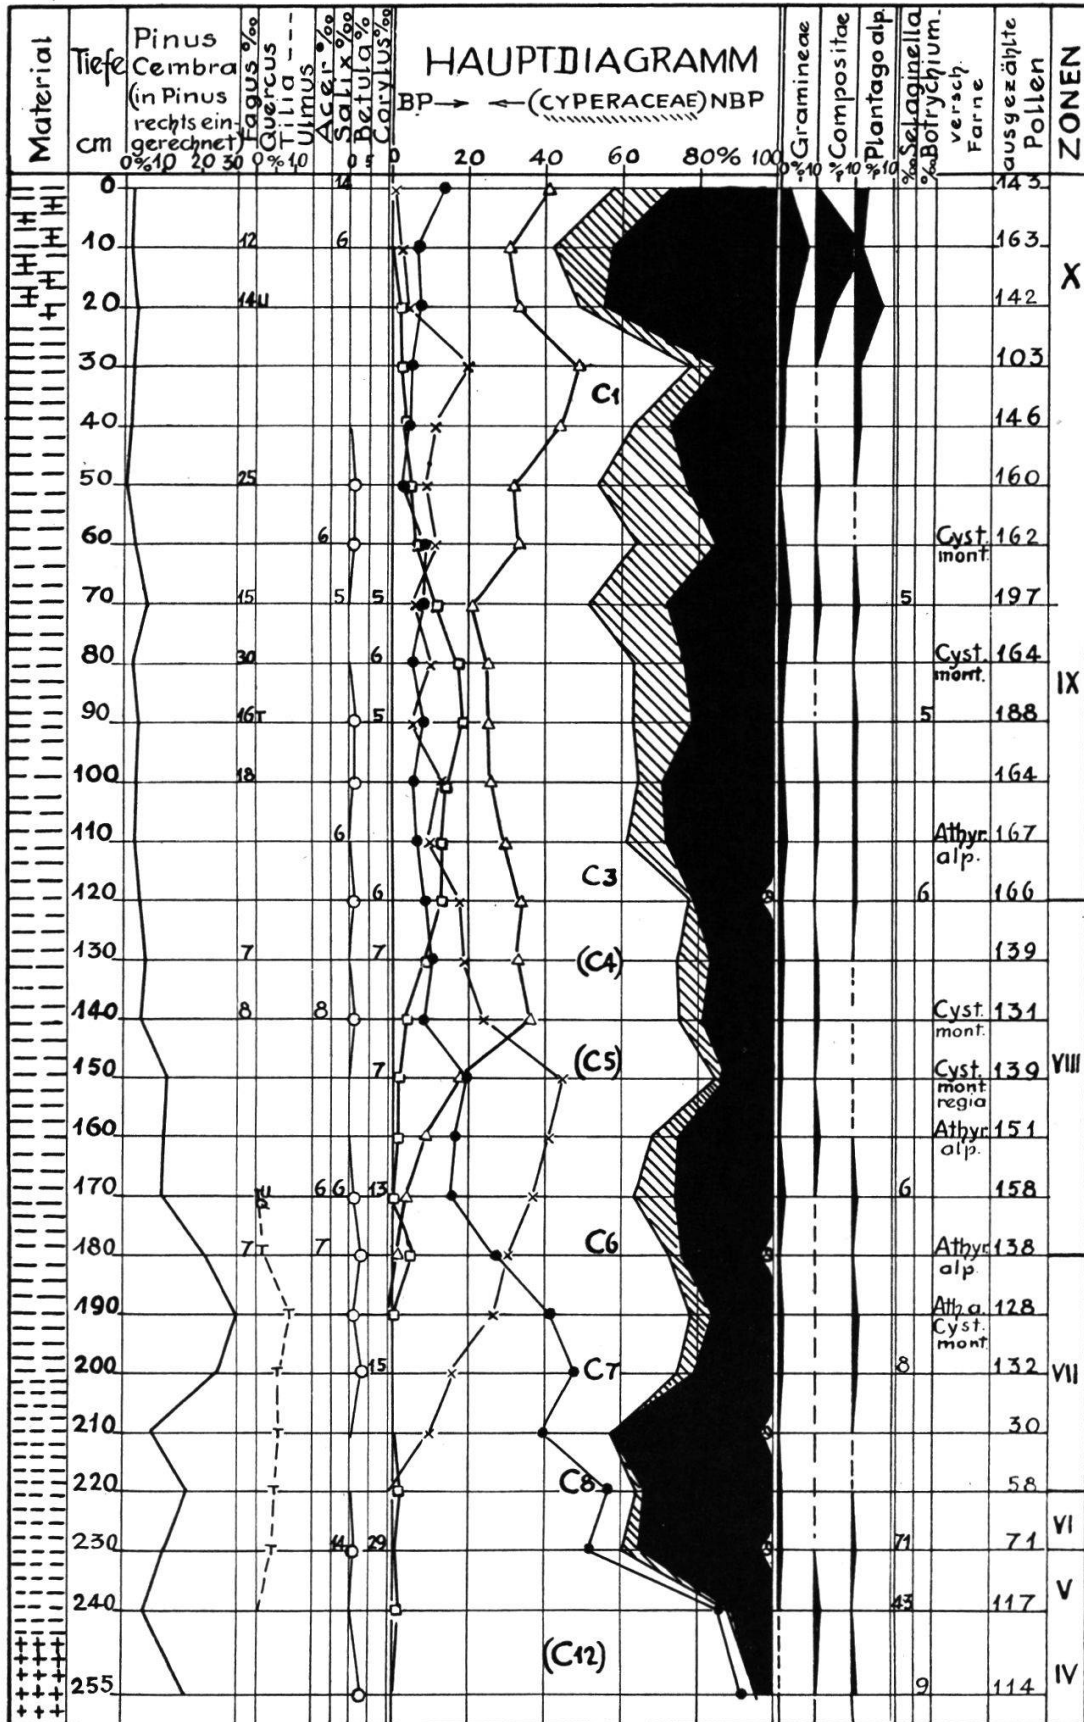 Material
Tiefe
cm
Pinus
Cembra
(in Pinus
rechts ein-
gerechnet)
0 % 10 20 30
Fagus ‰
Quercus
Tilia ---
Ulmus
0 % 10
Acer ‰
Salix ‰
Betula %
0 5
Corylus ‰
HAUPTDIAGRAMM
BP → ← (CYPERACEAE) NBP
0 20 40 60 80% 100
Gramineae
0 % 10
Compositae
0 % 10
Plantago alp.
0 % 10
‰ Selaginella
‰ Botrychium.
versch.
Farne
ausgezählte
Pollen
ZONEN
0 14 143
10 12 6 163
X
20 14 U 142
30 103
C1
40 146
50 25 160
60 6 Cyst. mont. 162
70 15 5 5 5 197
80 30 6 Cyst. mont. 164
IX
90 16 T 5 5 188
100 18 164
110 6 Athyr. alp. 167
C3
120 6 6 166
130 7 7 (C4) 139
140 8 8 Cyst. mont. 131
(C5)
150 7 Cyst. mont regia 139
VIII
160 Athyr. alp. 151
170 U 6 6 13 6 158
180 7 T 7 C6 Athyr. alp. 138
190 T Ath.a. Cyst. mont 128
200 T 15 C7 8 132
VII
210 T 30
220 T C8 58
VI
230 T 14 29 71 71
V
240 43 117
(C12)
IV
255 9 114